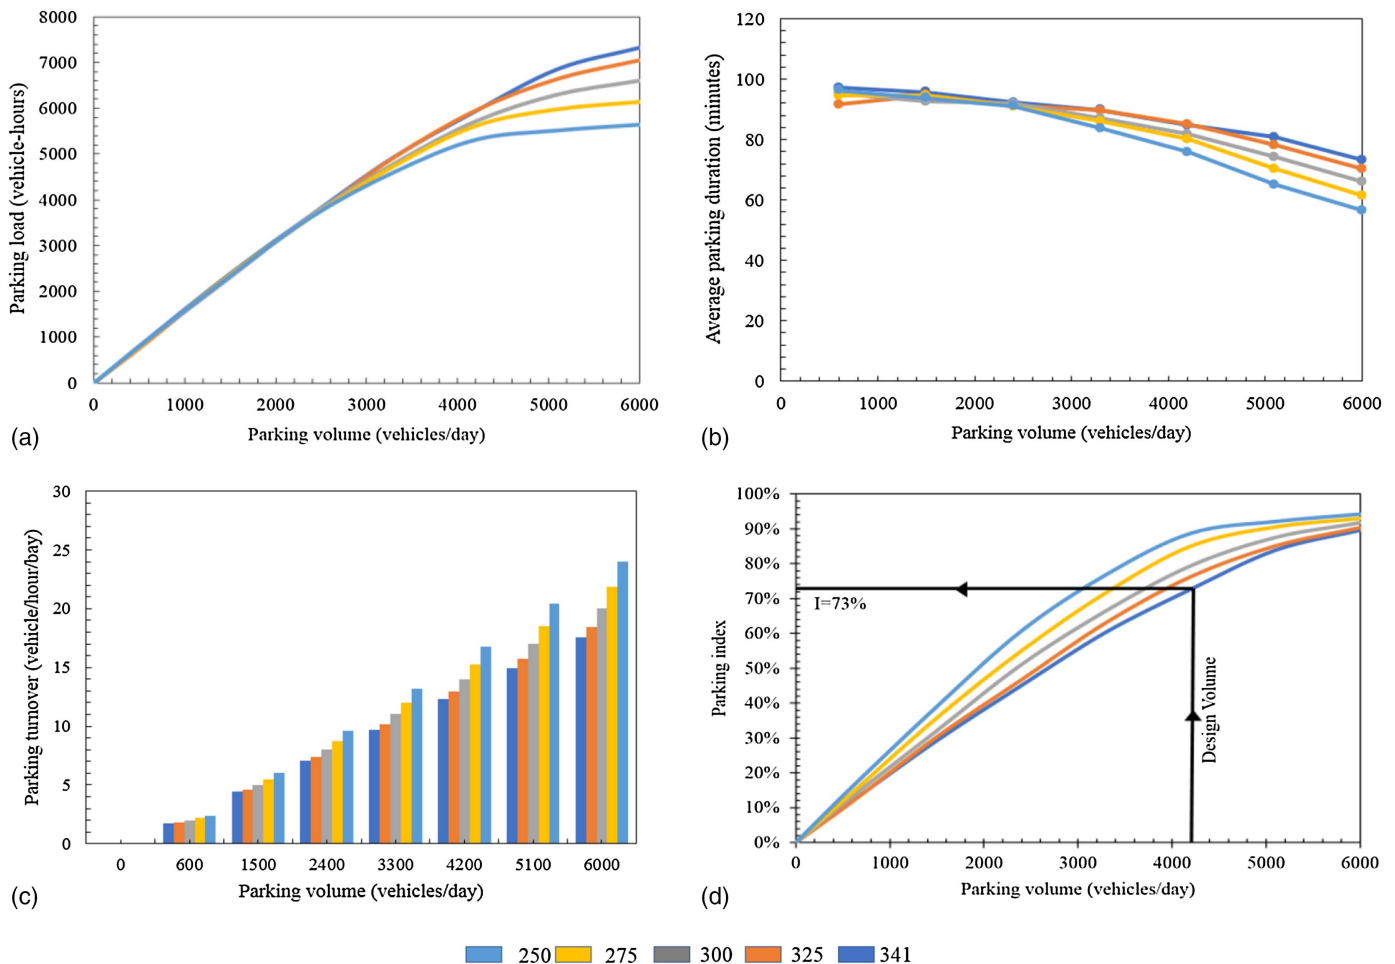 8000
7000
6000
5000
4000
3000
2000
1000
0
Parking load (vehicle-hours)
0 1000 2000 3000 4000 5000 6000
Parking volume (vehicles/day)
(a)
120
100
80
60
40
20
0
Average parking duration (minutes)
0 1000 2000 3000 4000 5000 6000
Parking volume (vehicles/day)
(b)
30
25
20
15
10
5
0
Parking turnover (vehicle/hour/bay)
0 600 1500 2400 3300 4200 5100 6000
Parking volume (vehicles/day)
(c)
100%
90%
80%
70%
60%
50%
40%
30%
20%
10%
0%
Parking index
I=73%
Design Volume
0 1000 2000 3000 4000 5000 6000
Parking volume (vehicles/day)
(d)
250 275 300 325 341